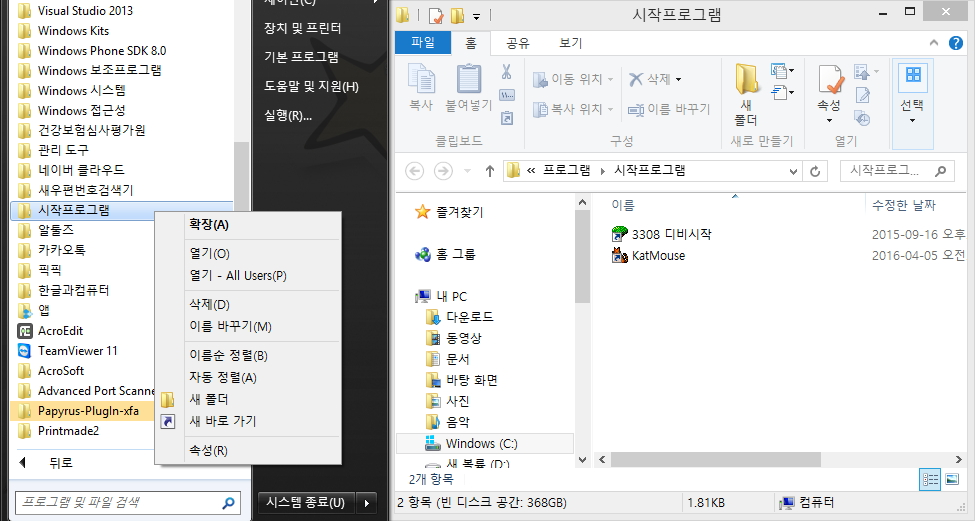 Visual Studio 2013
Windows Kits
Windows Phone SDK 8.0
Windows 보조프로그램
Windows 시스템
Windows 접근성
건강보험심사평가원
관리 도구
네이버 클라우드
새우편번호검색기
시작프로그램
알툴즈
카카오톡
픽픽
한글과컴퓨터
앱
AcroEdit
TeamViewer 11
AcroSoft
Advanced Port Scanne
Papyrus-PlugIn-xfa
Printmade2
뒤로
프로그램 및 파일 검색
장치 및 프린터
기본 프로그램
도움말 및 지원(H)
실행(R)...
시스템 종료(U)
확장(A)
열기(O)
열기 - All Users(P)
삭제(D)
이름 바꾸기(M)
이름순 정렬(B)
자동 정렬(A)
새 폴더
새 바로 가기
속성(R)
시작프로그램
파일 홈 공유 보기
복사 붙여넣기
이동 위치 삭제
복사 위치 이름 바꾸기
새 폴더
속성
선택
클립보드 구성 새로 만들기 열기
« 프로그램 시작프로그램
시작프로그...
즐겨찾기
홈 그룹
내 PC
다운로드
동영상
문서
바탕 화면
사진
음악
Windows (C:)
새 볼륨 (D:)
이름 수정한 날짜
3308 디비시작 2015-09-16 오후
KatMouse 2016-04-05 오전
2개 항목
2 항목 (빈 디스크 공간: 368GB) 1.81KB 컴퓨터